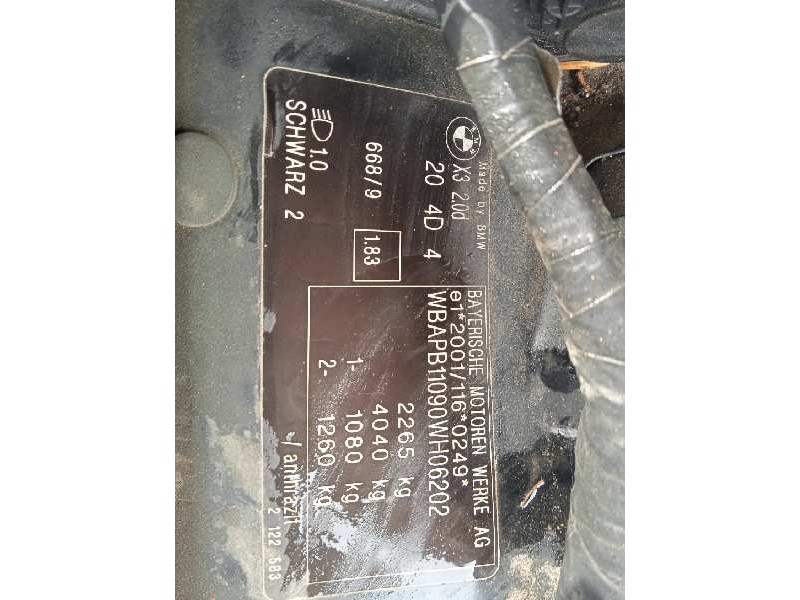 BMW
Made by BMW
X3 2.0d
20 4D 4
668/9
1.83
1.0
SCHWARZ 2
BAYERISCHE MOTOREN WERKE AG
e1*2001/116*0249*
WBAPB11090WH06202
2265 kg
4040 kg
1- 1080 kg
2- 1260 kg
-/anthrazit
2 122 583